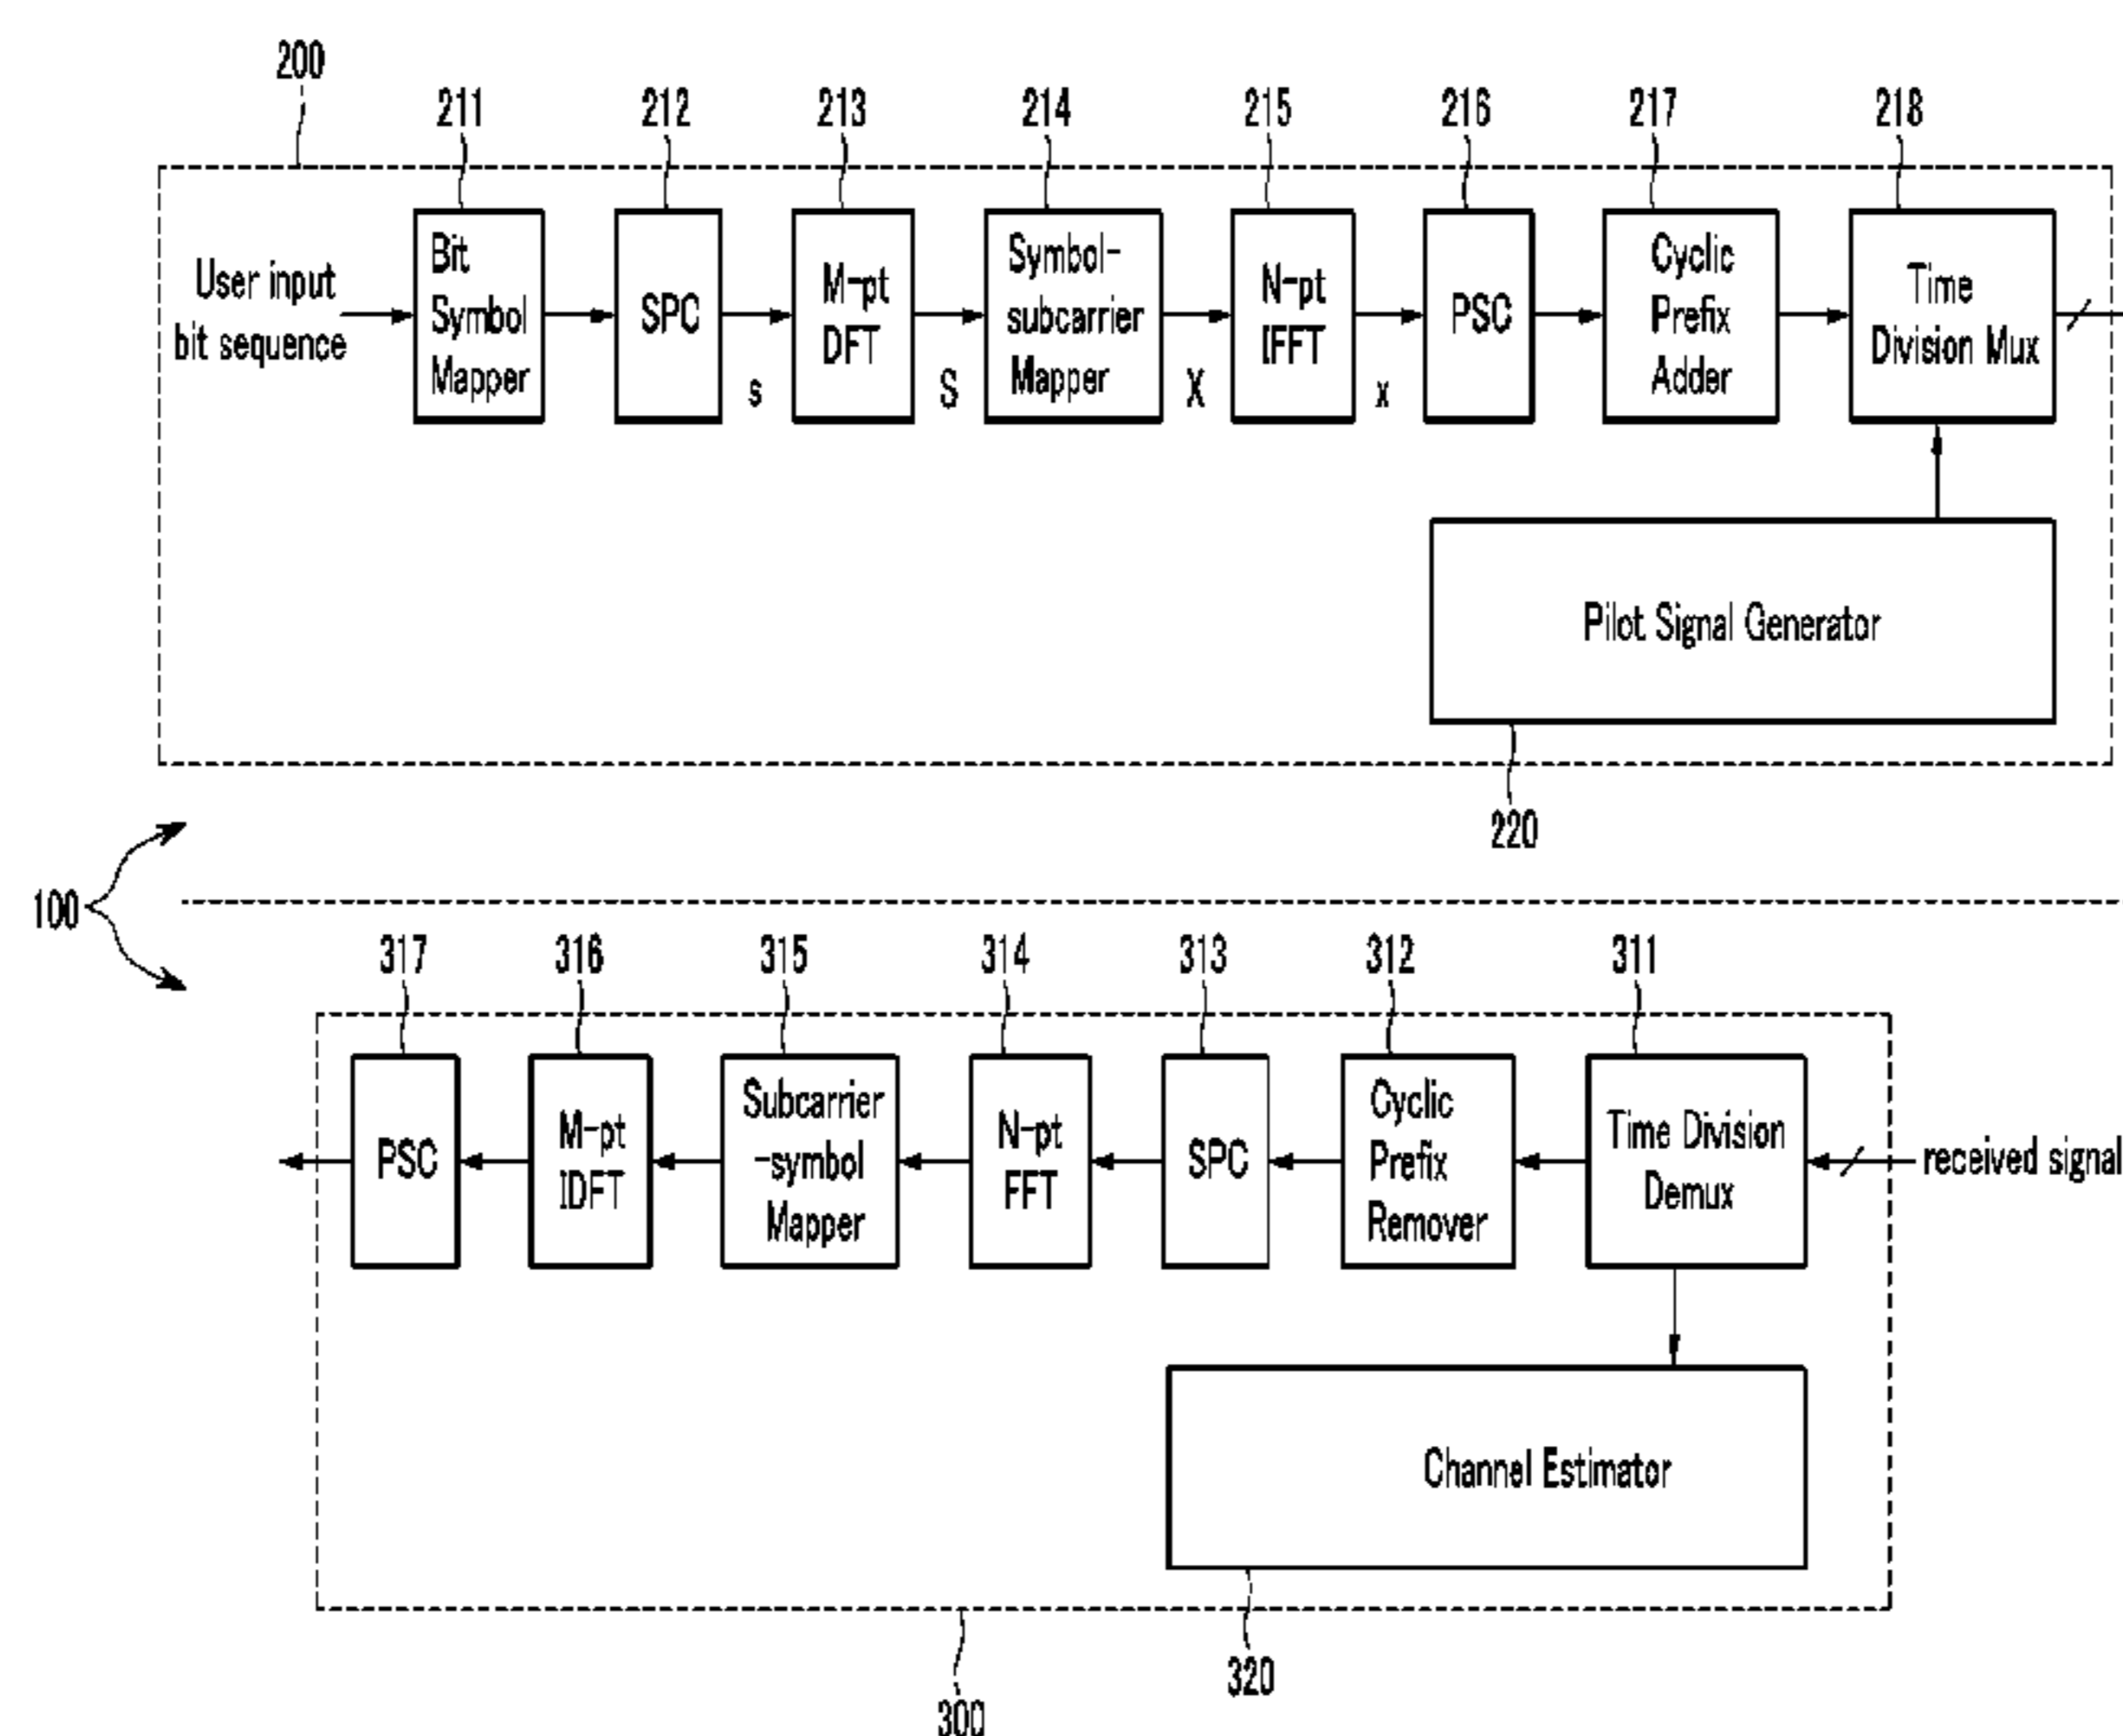 200
211
212
213
214
215
216
217
218
User input
bit sequence
Bit
Symbol
Mapper
SPC
s
M-pt
DFT
S
Symbol-
subcarrier
Mapper
X
N-pt
IFFT
x
PSC
Cyclic
Prefix
Adder
Time
Division Mux
Pilot Signal Generator
220
100
317
316
315
314
313
312
311
PSC
M-pt
IDFT
Subcarrier
-symbol
Mapper
N-pt
FFT
SPC
Cyclic
Prefix
Remover
Time Division
Demux
received signal
Channel Estimator
320
300